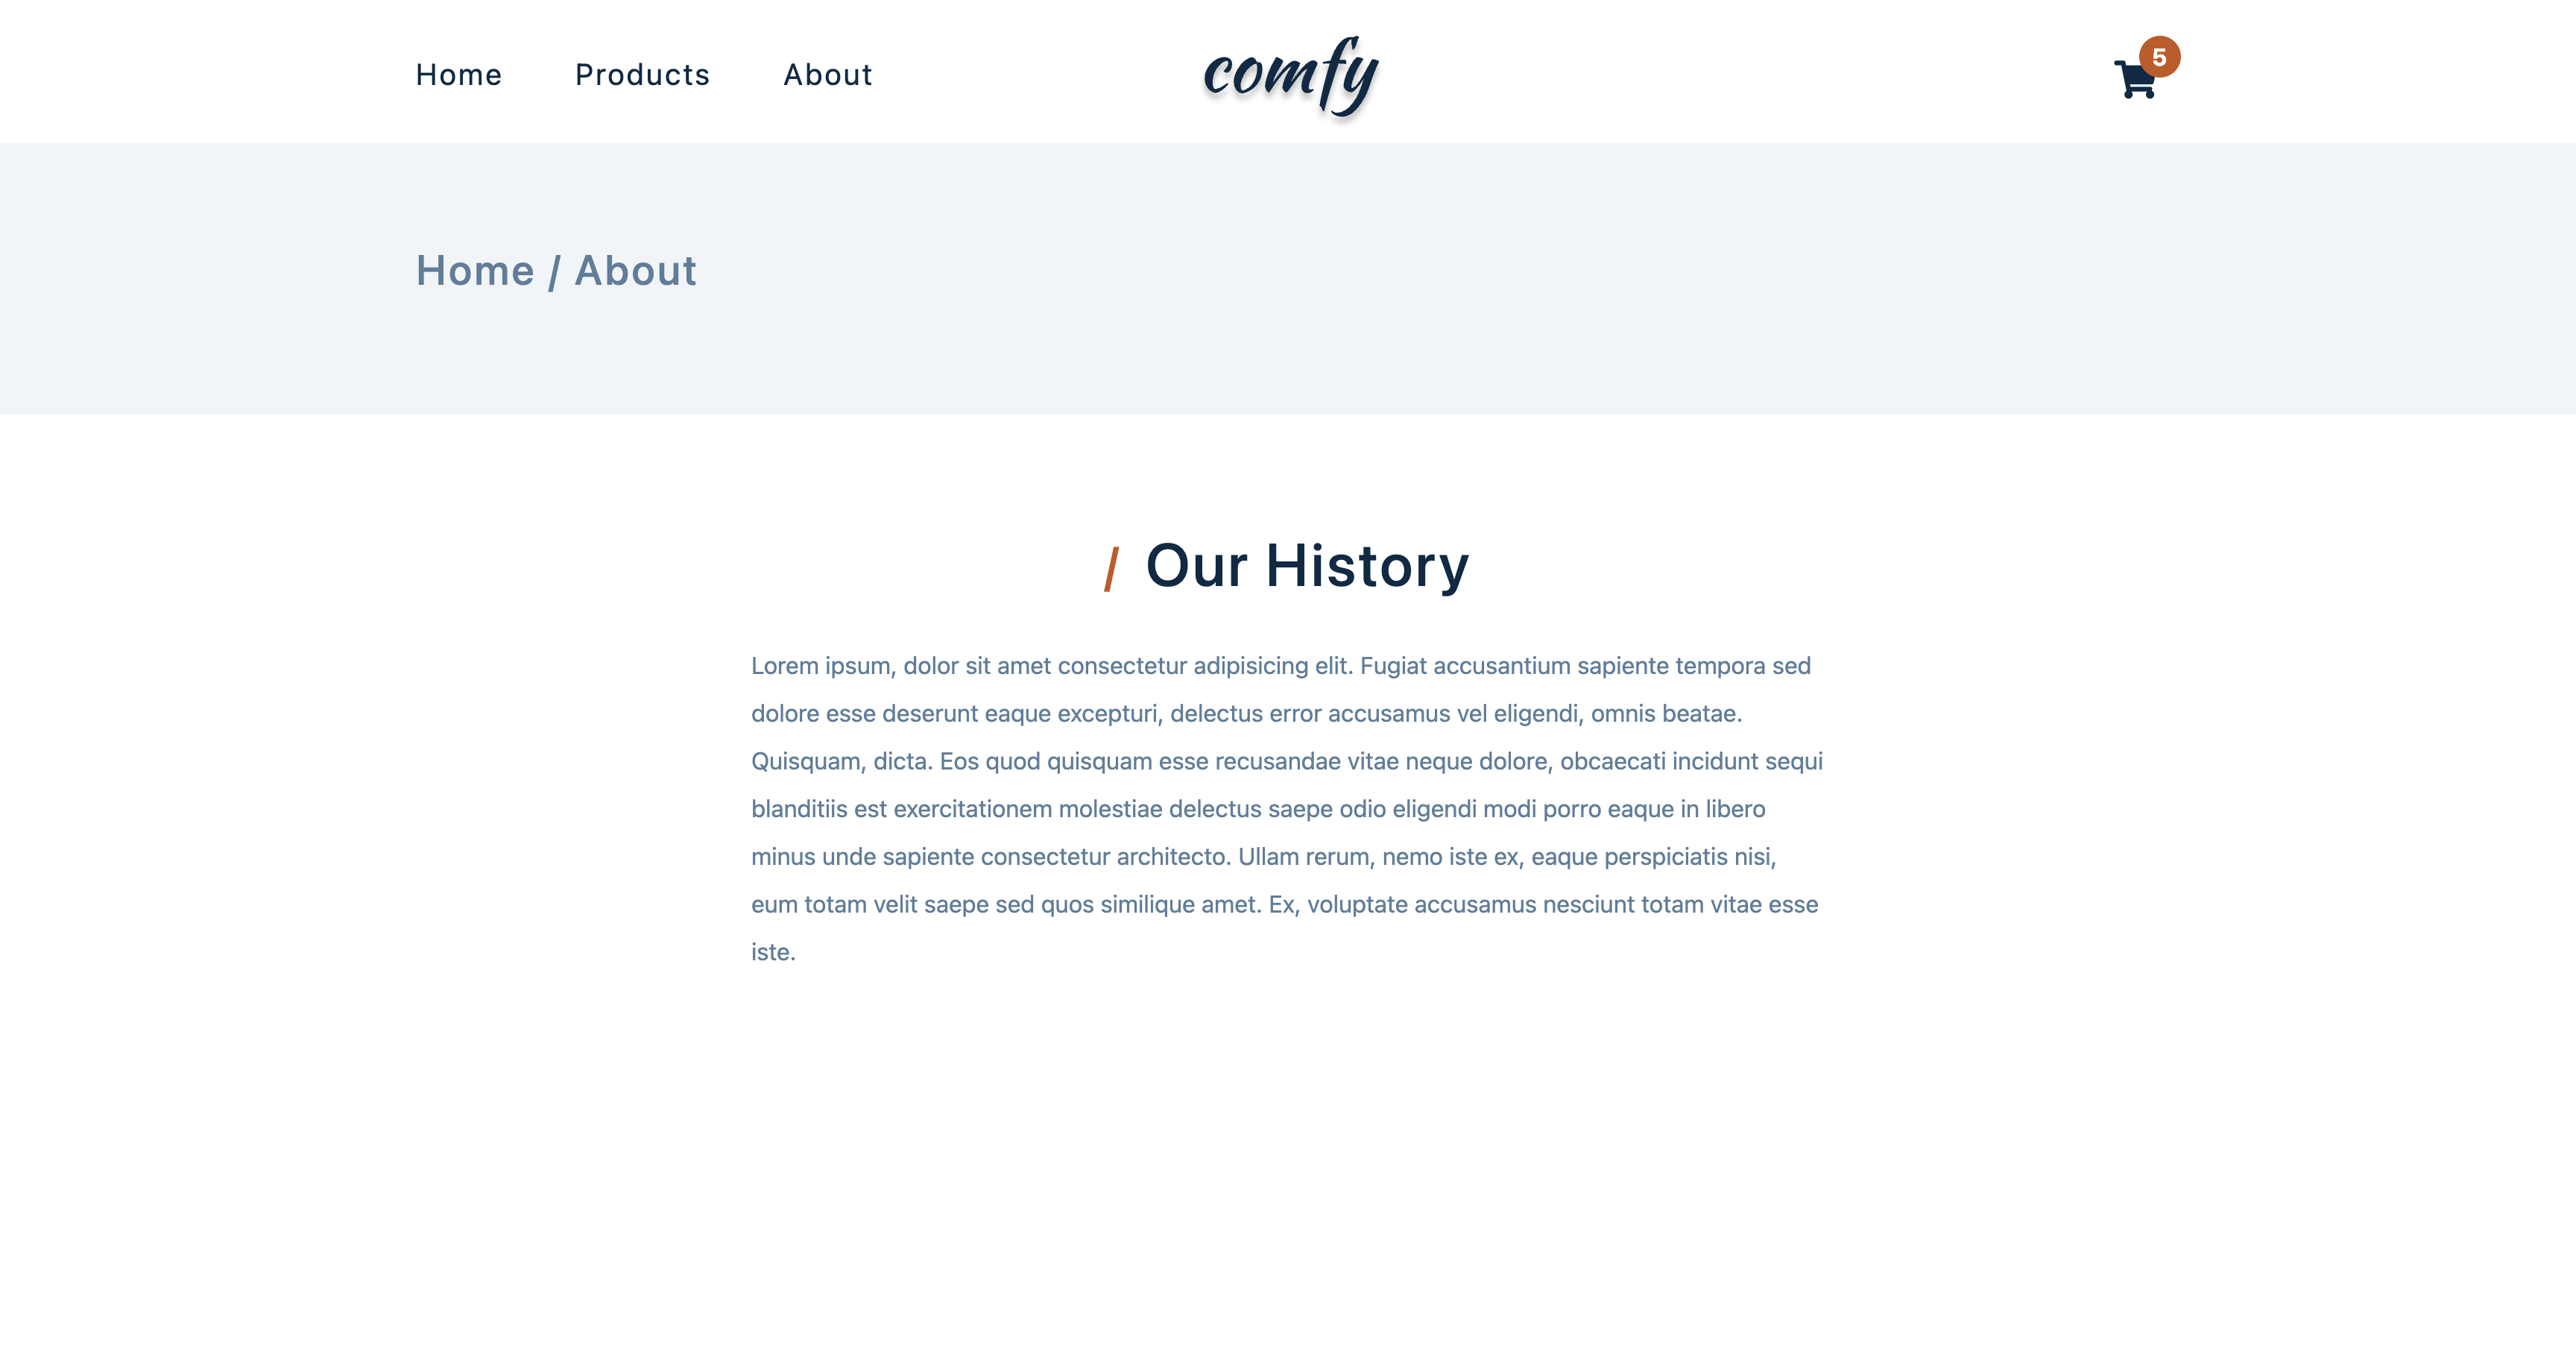 Home Products About comfy 5
Home / About
/ Our History
Lorem ipsum, dolor sit amet consectetur adipisicing elit. Fugiat accusantium sapiente tempora sed
dolore esse deserunt eaque excepturi, delectus error accusamus vel eligendi, omnis beatae.
Quisquam, dicta. Eos quod quisquam esse recusandae vitae neque dolore, obcaecati incidunt sequi
blanditiis est exercitationem molestiae delectus saepe odio eligendi modi porro eaque in libero
minus unde sapiente consectetur architecto. Ullam rerum, nemo iste ex, eaque perspiciatis nisi,
eum totam velit saepe sed quos similique amet. Ex, voluptate accusamus nesciunt totam vitae esse
iste.